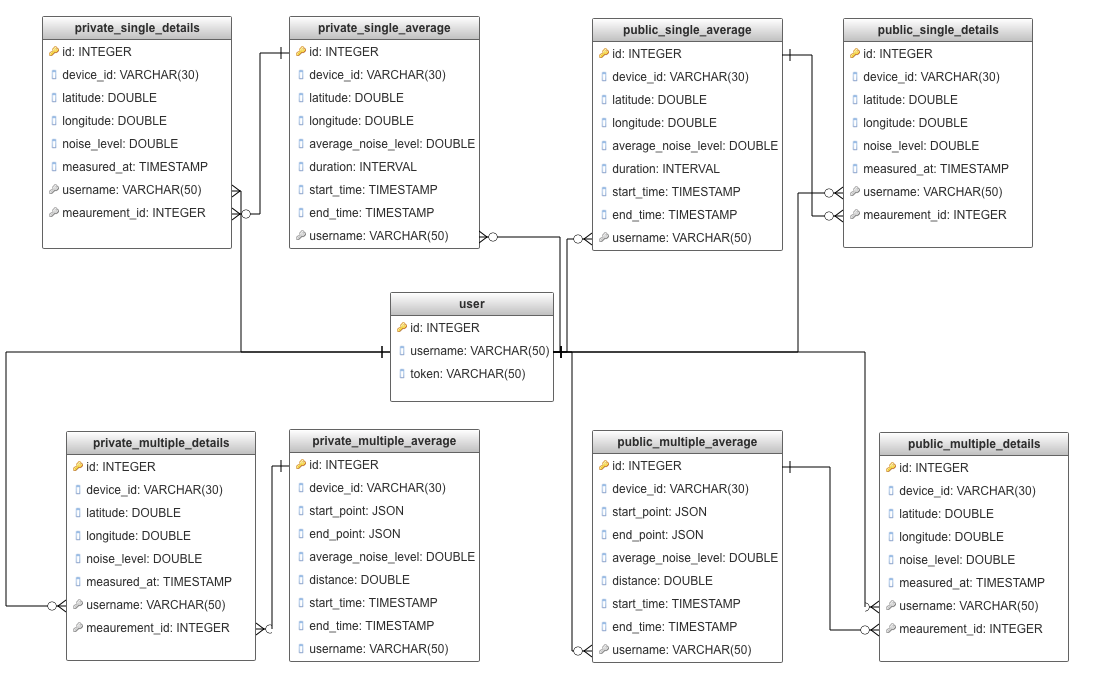 private_single_details
id: INTEGER
device_id: VARCHAR(30)
latitude: DOUBLE
longitude: DOUBLE
noise_level: DOUBLE
measured_at: TIMESTAMP
username: VARCHAR(50)
meaurement_id: INTEGER
private_single_average
id: INTEGER
device_id: VARCHAR(30)
latitude: DOUBLE
longitude: DOUBLE
average_noise_level: DOUBLE
duration: INTERVAL
start_time: TIMESTAMP
end_time: TIMESTAMP
username: VARCHAR(50)
public_single_average
id: INTEGER
device_id: VARCHAR(30)
latitude: DOUBLE
longitude: DOUBLE
average_noise_level: DOUBLE
duration: INTERVAL
start_time: TIMESTAMP
end_time: TIMESTAMP
username: VARCHAR(50)
public_single_details
id: INTEGER
device_id: VARCHAR(30)
latitude: DOUBLE
longitude: DOUBLE
noise_level: DOUBLE
measured_at: TIMESTAMP
username: VARCHAR(50)
meaurement_id: INTEGER
user
id: INTEGER
username: VARCHAR(50)
token: VARCHAR(50)
private_multiple_details
id: INTEGER
device_id: VARCHAR(30)
latitude: DOUBLE
longitude: DOUBLE
noise_level: DOUBLE
measured_at: TIMESTAMP
username: VARCHAR(50)
meaurement_id: INTEGER
private_multiple_average
id: INTEGER
device_id: VARCHAR(30)
start_point: JSON
end_point: JSON
average_noise_level: DOUBLE
distance: DOUBLE
start_time: TIMESTAMP
end_time: TIMESTAMP
username: VARCHAR(50)
public_multiple_average
id: INTEGER
device_id: VARCHAR(30)
start_point: JSON
end_point: JSON
average_noise_level: DOUBLE
distance: DOUBLE
start_time: TIMESTAMP
end_time: TIMESTAMP
username: VARCHAR(50)
public_multiple_details
id: INTEGER
device_id: VARCHAR(30)
latitude: DOUBLE
longitude: DOUBLE
noise_level: DOUBLE
measured_at: TIMESTAMP
username: VARCHAR(50)
meaurement_id: INTEGER